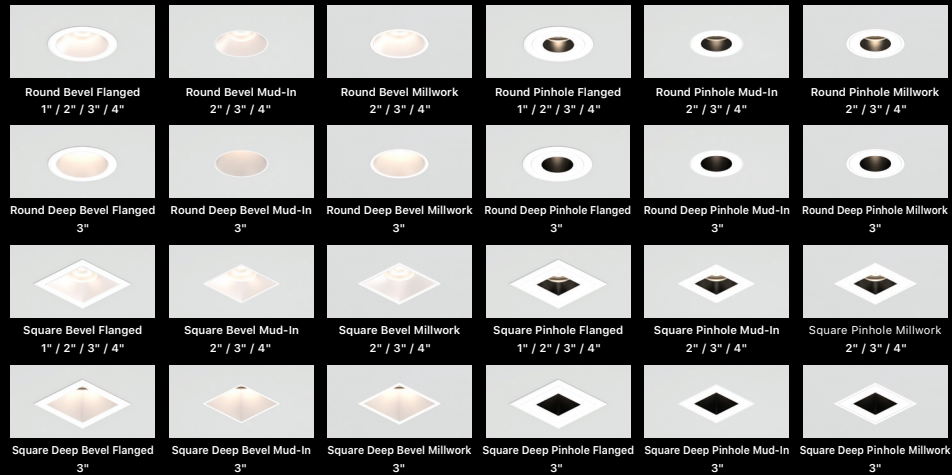 Round Bevel Flanged
1" / 2" / 3" / 4"
Round Bevel Mud-In
2" / 3" / 4"
Round Bevel Millwork
2" / 3" / 4"
Round Pinhole Flanged
1" / 2" / 3" / 4"
Round Pinhole Mud-In
2" / 3" / 4"
Round Pinhole Millwork
2" / 3" / 4"
Round Deep Bevel Flanged
3"
Round Deep Bevel Mud-In
3"
Round Deep Bevel Millwork
3"
Round Deep Pinhole Flanged
3"
Round Deep Pinhole Mud-In
3"
Round Deep Pinhole Millwork
3"
Square Bevel Flanged
1" / 2" / 3" / 4"
Square Bevel Mud-In
2" / 3" / 4"
Square Bevel Millwork
2" / 3" / 4"
Square Pinhole Flanged
1" / 2" / 3" / 4"
Square Pinhole Mud-In
2" / 3" / 4"
Square Pinhole Millwork
2" / 3" / 4"
Square Deep Bevel Flanged
3"
Square Deep Bevel Mud-In
3"
Square Deep Bevel Millwork
3"
Square Deep Pinhole Flanged
3"
Square Deep Pinhole Mud-In
3"
Square Deep Pinhole Millwork
3"